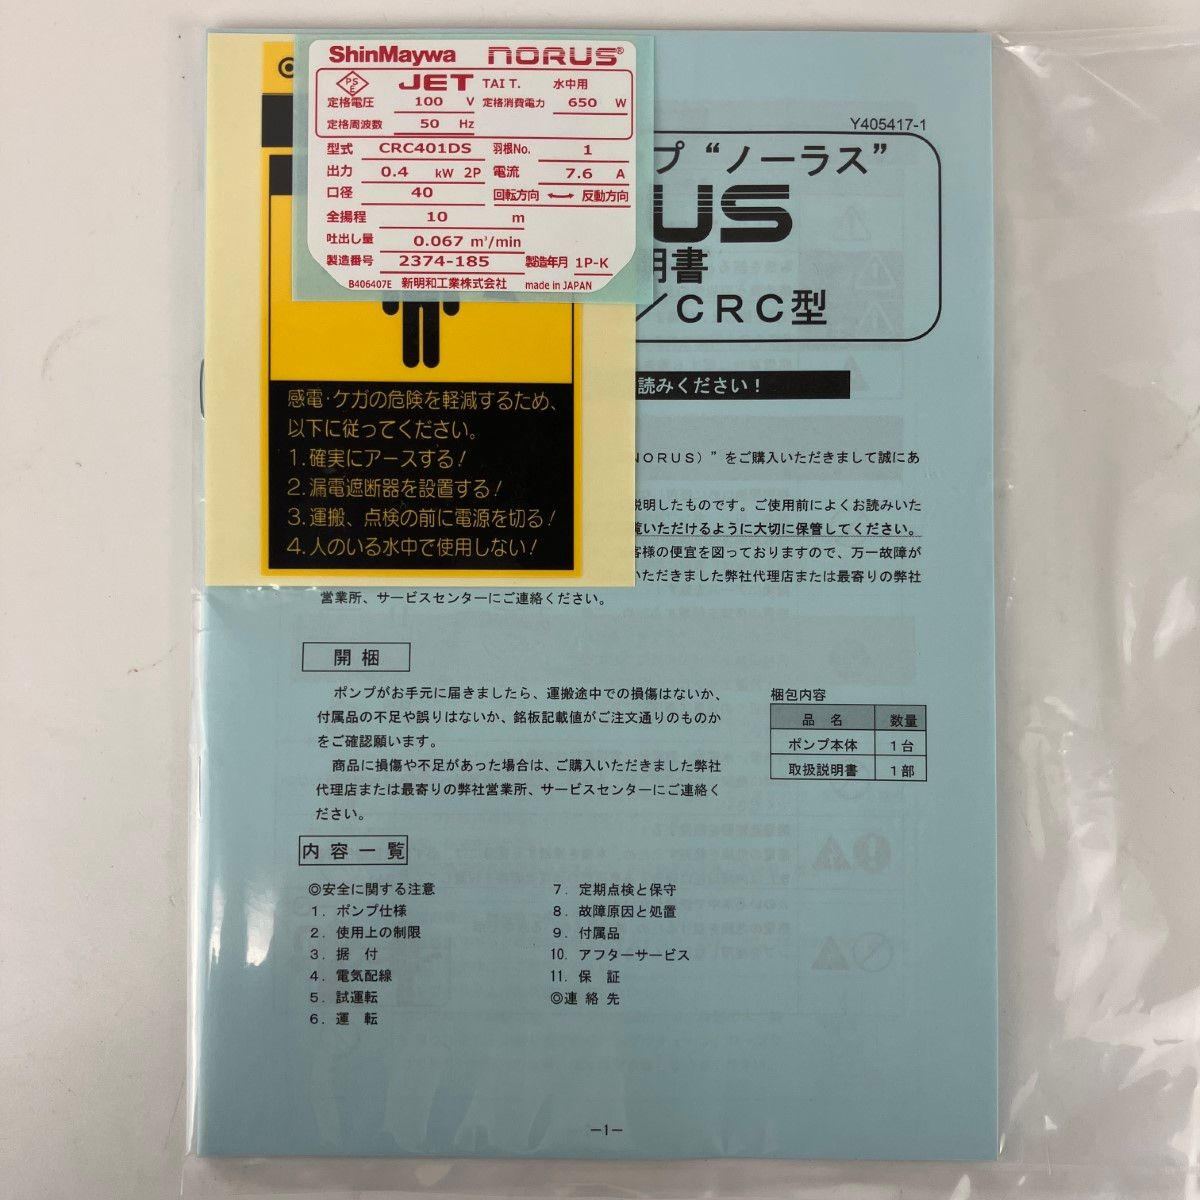 ShinMaywa NORUS®
PSE JET TAI T. 水中用
定格電圧 100 V 定格消費電力 650 W
定格周波数 50 Hz
型式 CRC401DS 羽根No. 1
出力 0.4 kW 2P 電流 7.6 A
口径 40 回転方向 ←→ 反動方向
全揚程 10 m
吐出し量 0.067 m³/min
製造番号 2374-185 製造年月 1P-K
B406407E 新明和工業株式会社 made in JAPAN
Y405417-1
プ “ノーラス”
US
明書
／CRC型
読みください！
感電・ケガの危険を軽減するため、
以下に従ってください。
1.確実にアースする!
2.漏電遮断器を設置する!
3.運搬、点検の前に電源を切る!
4.人のいる水中で使用しない!
NORUS）”をご購入いただきまして誠にあ
説明したものです。ご使用前によくお読みいた
覧いただけるように大切に保管してください。
客様の便宜を図っておりますので、万一故障が
いただきました弊社代理店または最寄りの弊社
営業所、サービスセンターにご連絡ください。
開 梱
ポンプがお手元に届きましたら、運搬途中での損傷はないか、
付属品の不足や誤りはないか、銘板記載値がご注文通りのものか
をご確認願います。
商品に損傷や不足があった場合は、ご購入いただきました弊社
代理店または最寄りの弊社営業所、サービスセンターにご連絡く
ださい。
梱包内容
品 名 数量
ポンプ本体 1台
取扱説明書 1部
内 容 一 覧
◎安全に関する注意
1．ポンプ仕様
2．使用上の制限
3．据 付
4．電気配線
5．試運転
6．運 転
7．定期点検と保守
8．故障原因と処置
9．付属品
10．アフターサービス
11．保 証
◎連 絡 先
－1－